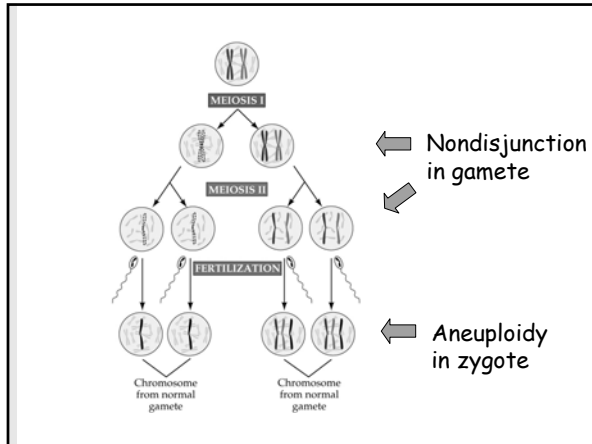 MEIOSIS I
Nondisjunction
in gamete
MEIOSIS II
FERTILIZATION
Aneuploidy
in zygote
Chromosome
from normal
gamete
Chromosome
from normal
gamete